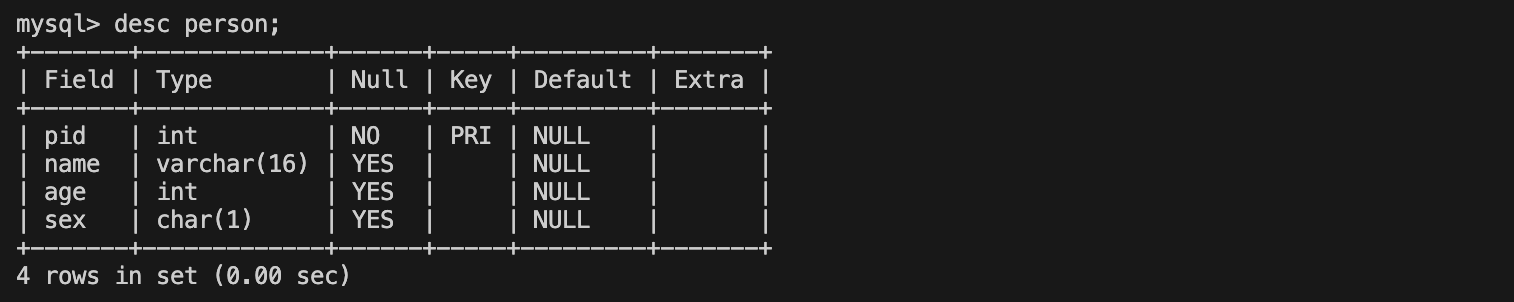 mysql> desc person;
+-------+-------------+------+-----+---------+-------+
| Field | Type        | Null | Key | Default | Extra |
+-------+-------------+------+-----+---------+-------+
| pid   | int         | NO   | PRI | NULL    |       |
| name  | varchar(16) | YES  |     | NULL    |       |
| age   | int         | YES  |     | NULL    |       |
| sex   | char(1)     | YES  |     | NULL    |       |
+-------+-------------+------+-----+---------+-------+
4 rows in set (0.00 sec)